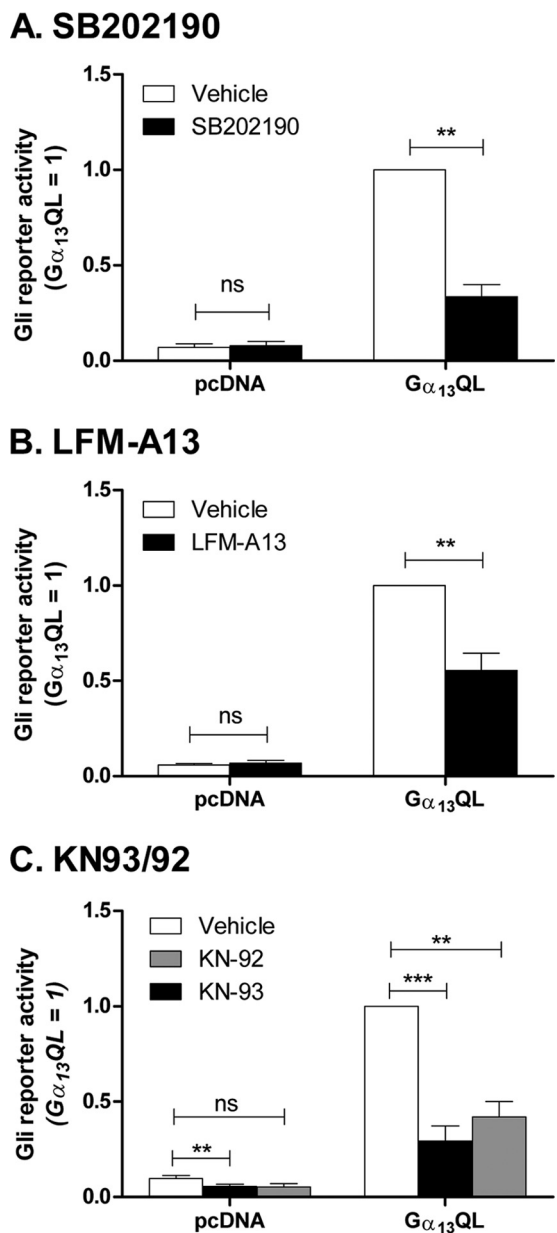 A. SB202190
Gli reporter activity
(Gα₁₃QL = 1)
1.5
1.0
0.5
0.0
Vehicle
SB202190
ns
**
pcDNA
Gα₁₃QL
B. LFM-A13
Gli reporter activity
(Gα₁₃QL = 1)
1.5
1.0
0.5
0.0
Vehicle
LFM-A13
ns
**
pcDNA
Gα₁₃QL
C. KN93/92
Gli reporter activity
(Gα₁₃QL = 1)
1.5
1.0
0.5
0.0
Vehicle
KN-92
KN-93
ns
**
**
***
pcDNA
Gα₁₃QL